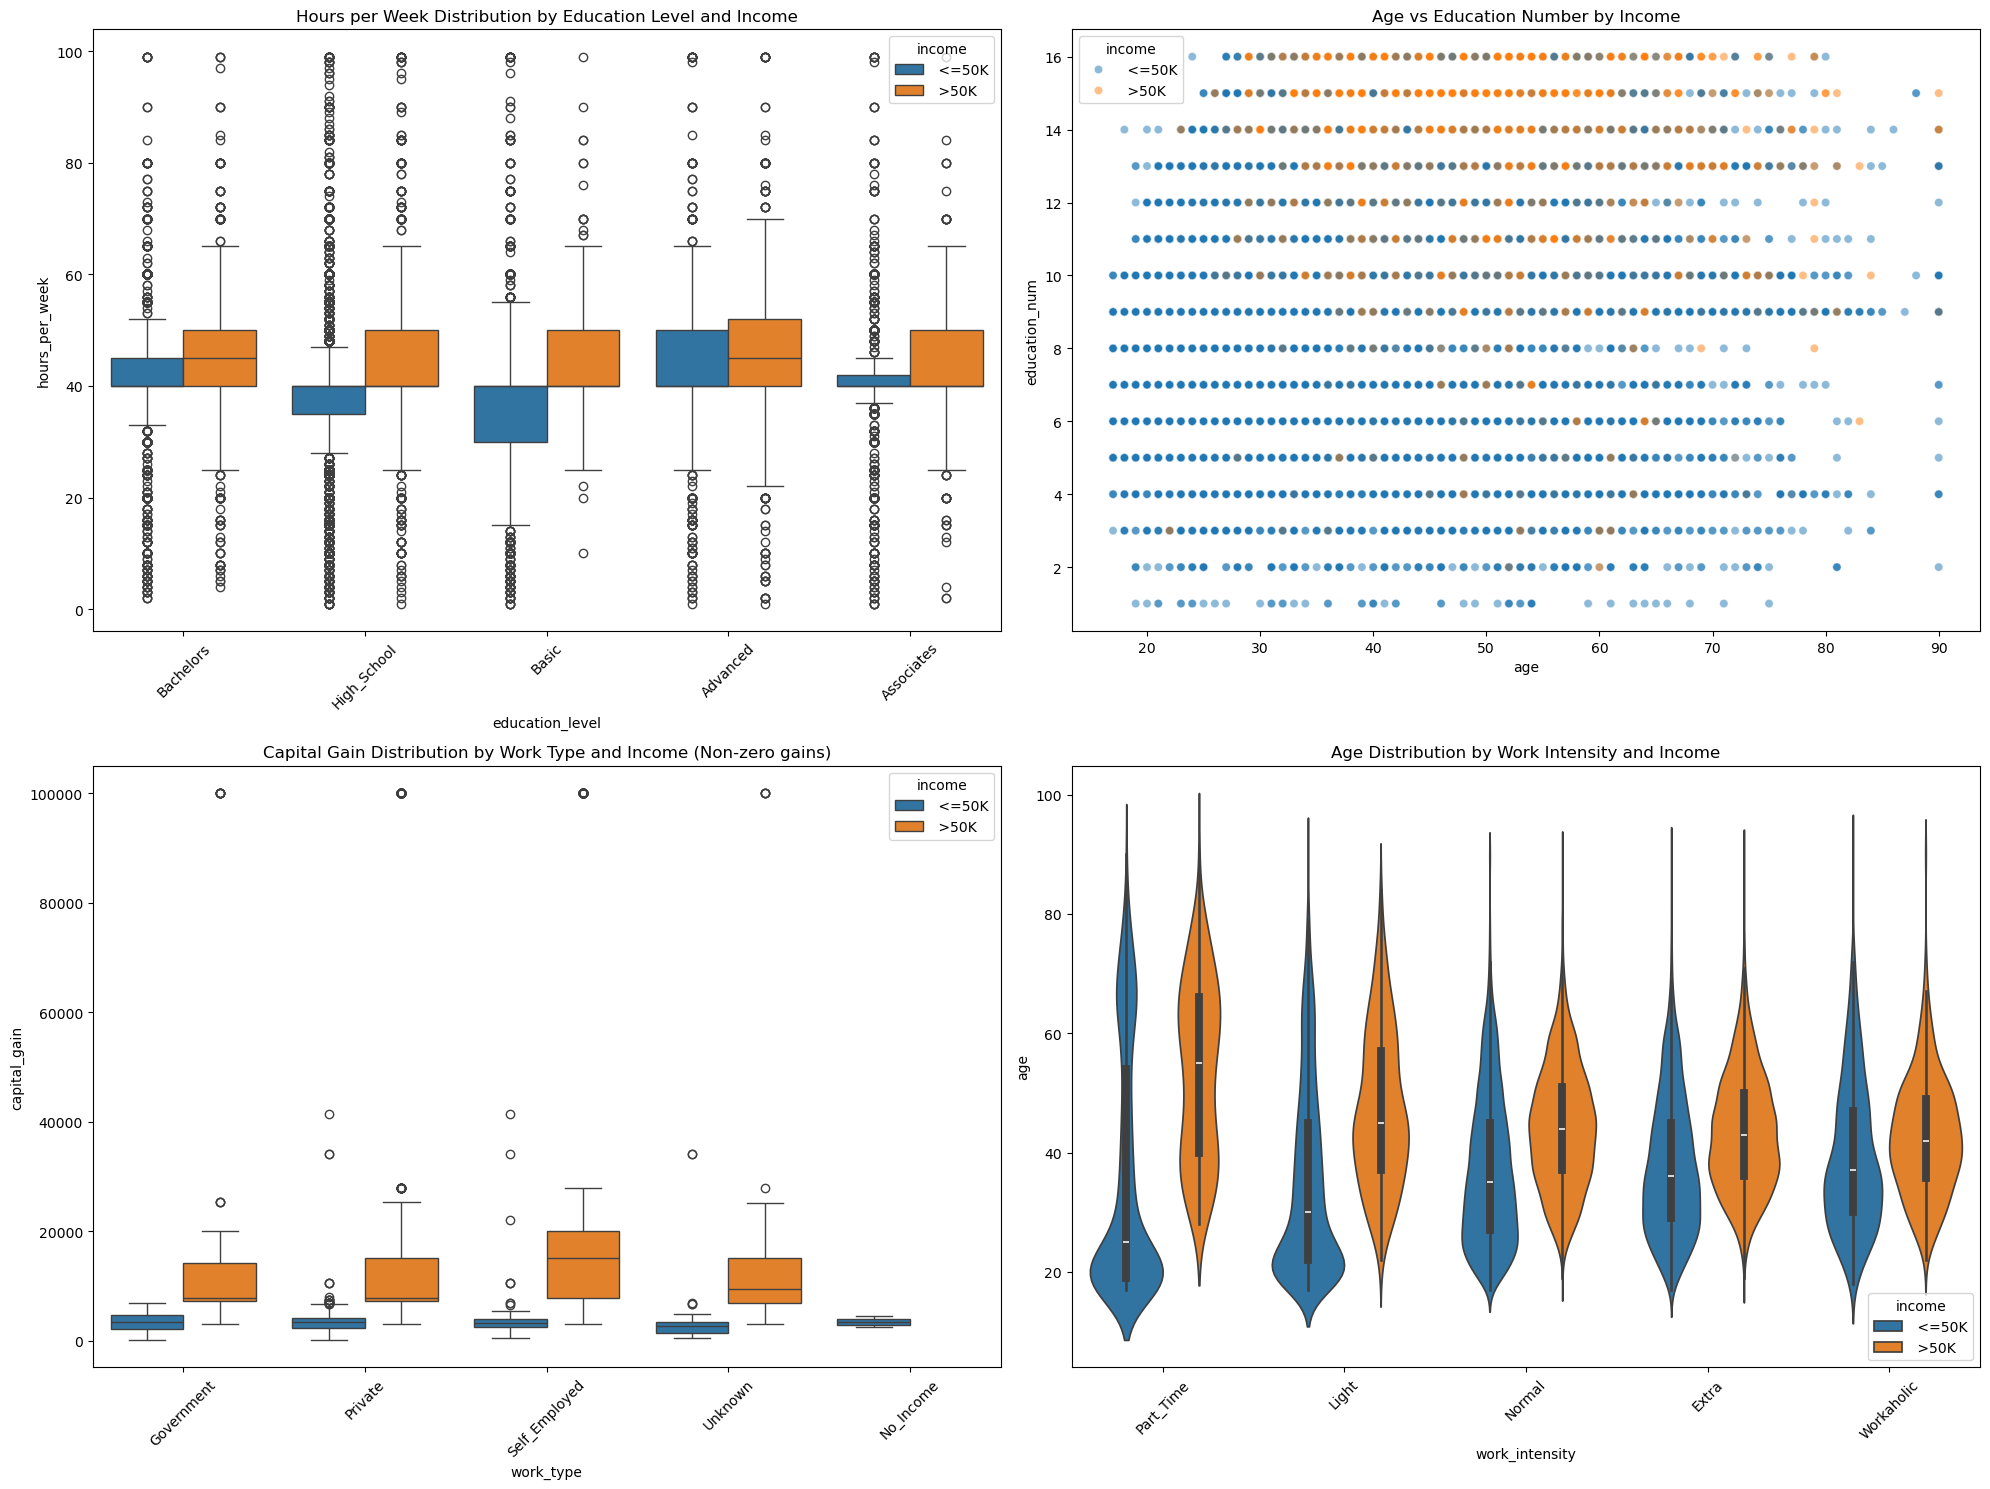 Hours per Week Distribution by Education Level and Income
hours_per_week
100
80
60
40
20
0
income
<=50K
>50K
Bachelors
High_School
Basic
Advanced
Associates
education_level
Age vs Education Number by Income
education_num
16
14
12
10
8
6
4
2
income
<=50K
>50K
20 30 40 50 60 70 80 90
age
Capital Gain Distribution by Work Type and Income (Non-zero gains)
capital_gain
100000
80000
60000
40000
20000
0
income
<=50K
>50K
Government
Private
Self_Employed
Unknown
No_Income
work_type
Age Distribution by Work Intensity and Income
age
100
80
60
40
20
income
<=50K
>50K
Part_Time
Light
Normal
Extra
Workaholic
work_intensity